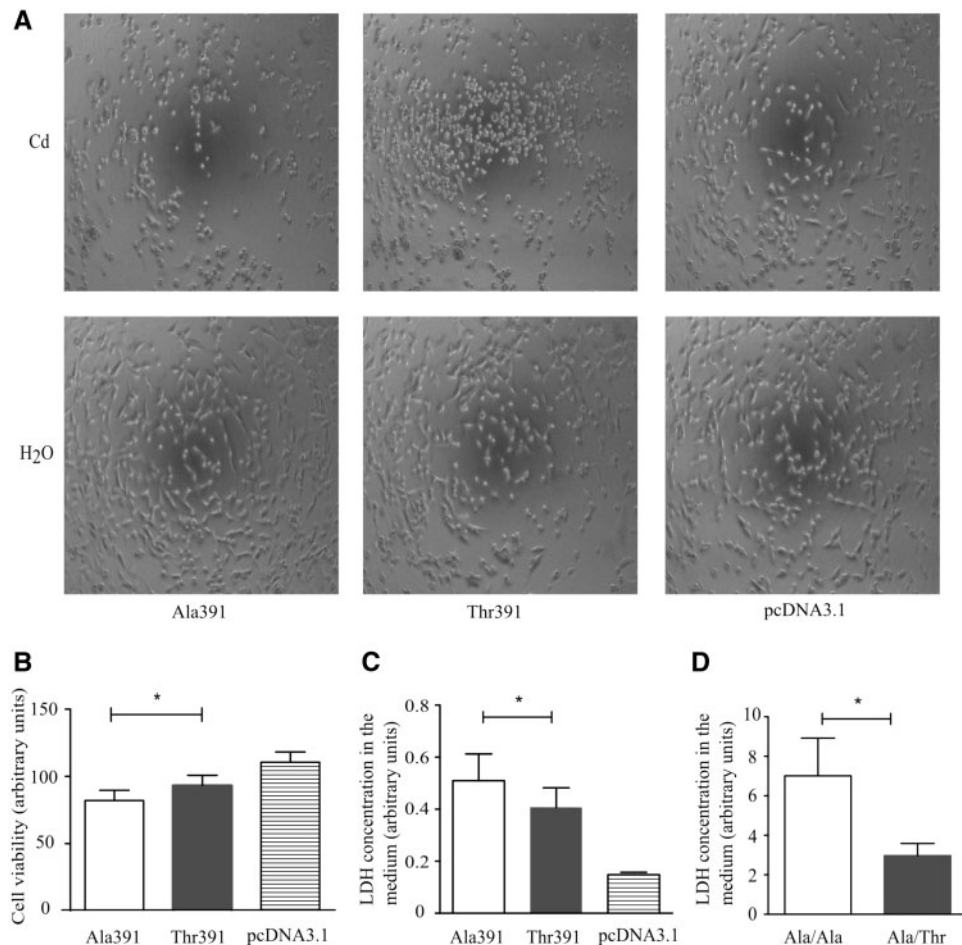 A
Cd
H2O
Ala391 Thr391 pcDNA3.1
B
Cell viability (arbitrary units)
150
100
50
0
*
Ala391 Thr391 pcDNA3.1
C
LDH concentration in the
medium (arbitrary units)
0.8
0.6
0.4
0.2
0
*
Ala391 Thr391 pcDNA3.1
D
LDH concentration in the
medium (arbitrary units)
10
8
6
4
2
0
*
Ala/Ala Ala/Thr